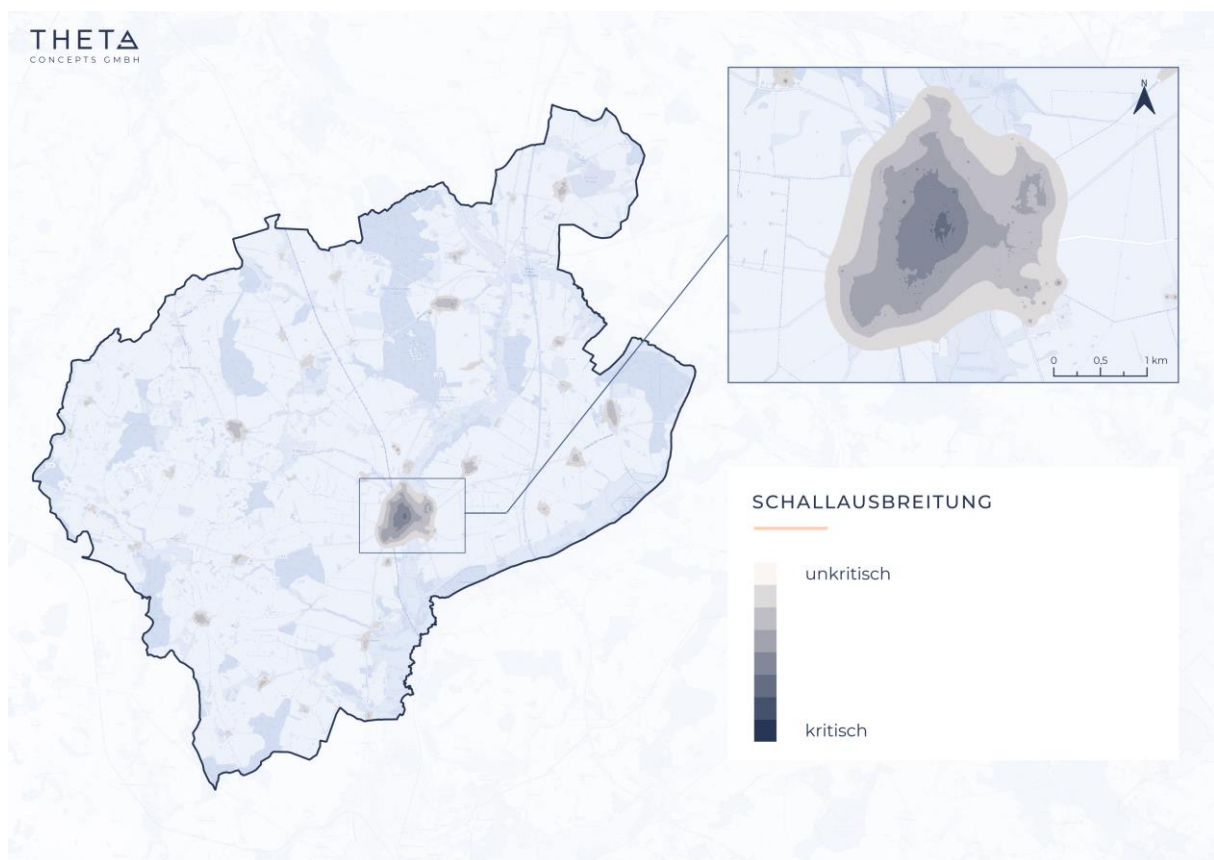 THETA
CONCEPTS GMBH
N
0 0,5 1 km
SCHALLAUSBREITUNG
unkritisch
kritisch